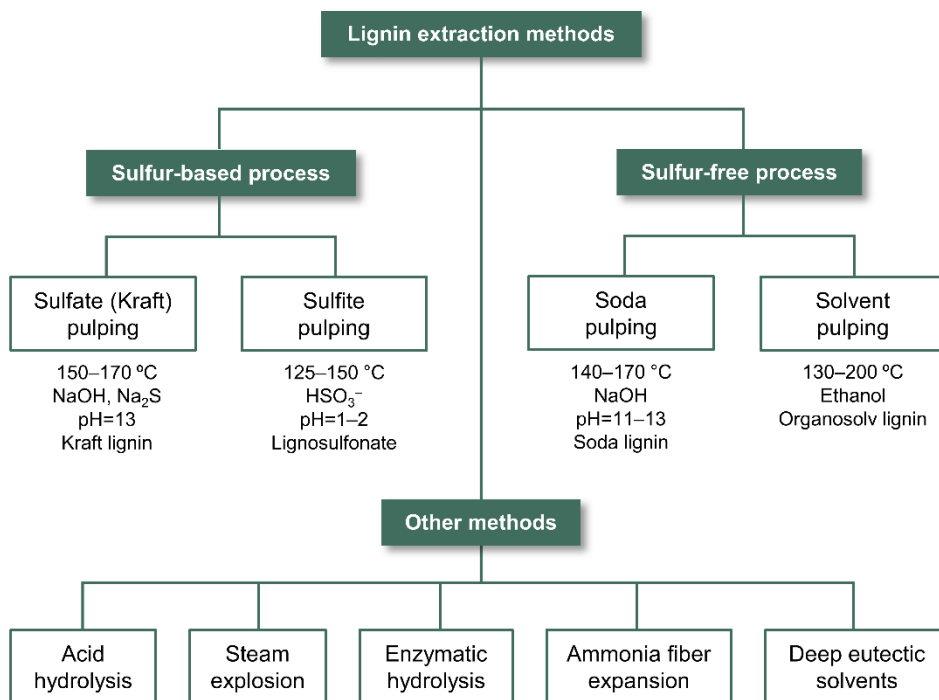 Lignin extraction methods
Sulfur-based process
Sulfur-free process
Sulfate (Kraft)
pulping
150–170 ºC
NaOH, Na₂S
pH=13
Kraft lignin
Sulfite
pulping
125–150 °C
HSO₃⁻
pH=1–2
Lignosulfonate
Soda
pulping
140–170 °C
NaOH
pH=11–13
Soda lignin
Solvent
pulping
130–200 ºC
Ethanol
Organosolv lignin
Other methods
Acid
hydrolysis
Steam
explosion
Enzymatic
hydrolysis
Ammonia fiber
expansion
Deep eutectic
solvents